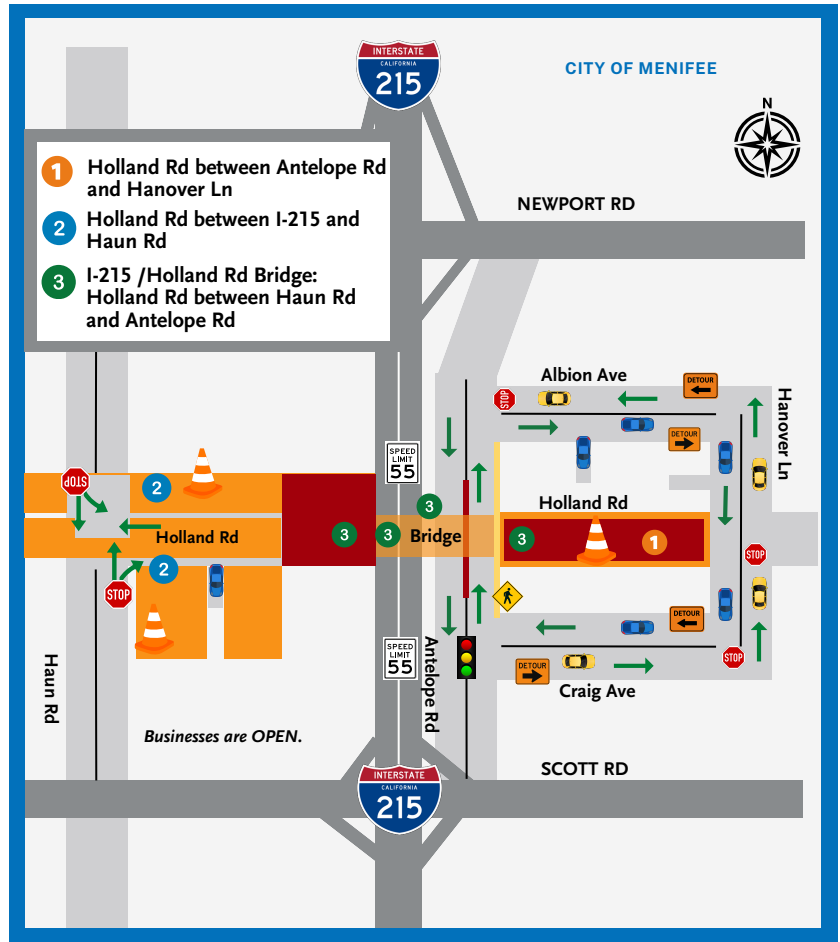 INTERSTATE
CALIFORNIA
215
CITY OF MENIFEE
N
1 Holland Rd between Antelope Rd
and Hanover Ln
2 Holland Rd between I-215 and
Haun Rd
3 I-215 /Holland Rd Bridge:
Holland Rd between Haun Rd
and Antelope Rd
NEWPORT RD
Albion Ave
DETOUR
STOP
Hanover Ln
DETOUR
SPEED
LIMIT
55
STOP
2
3
Holland Rd
Holland Rd
3
3
Bridge
3
1
STOP
2
STOP
DETOUR
SPEED
LIMIT
55
Antelope Rd
STOP
DETOUR
Craig Ave
Haun Rd
Businesses are OPEN.
SCOTT RD
INTERSTATE
CALIFORNIA
215